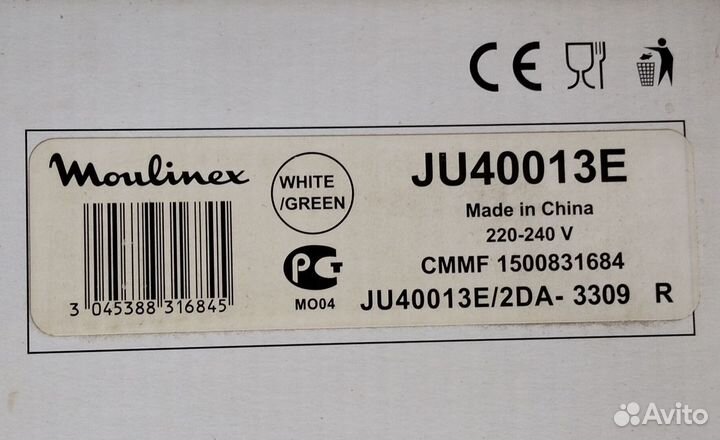 CE
Moulinex
WHITE
/GREEN
JU40013E
Made in China
220-240 V
CMMF 1500831684
JU40013E/2DA- 3309 R
3 045388 316845
РСТ
MO04
Avito